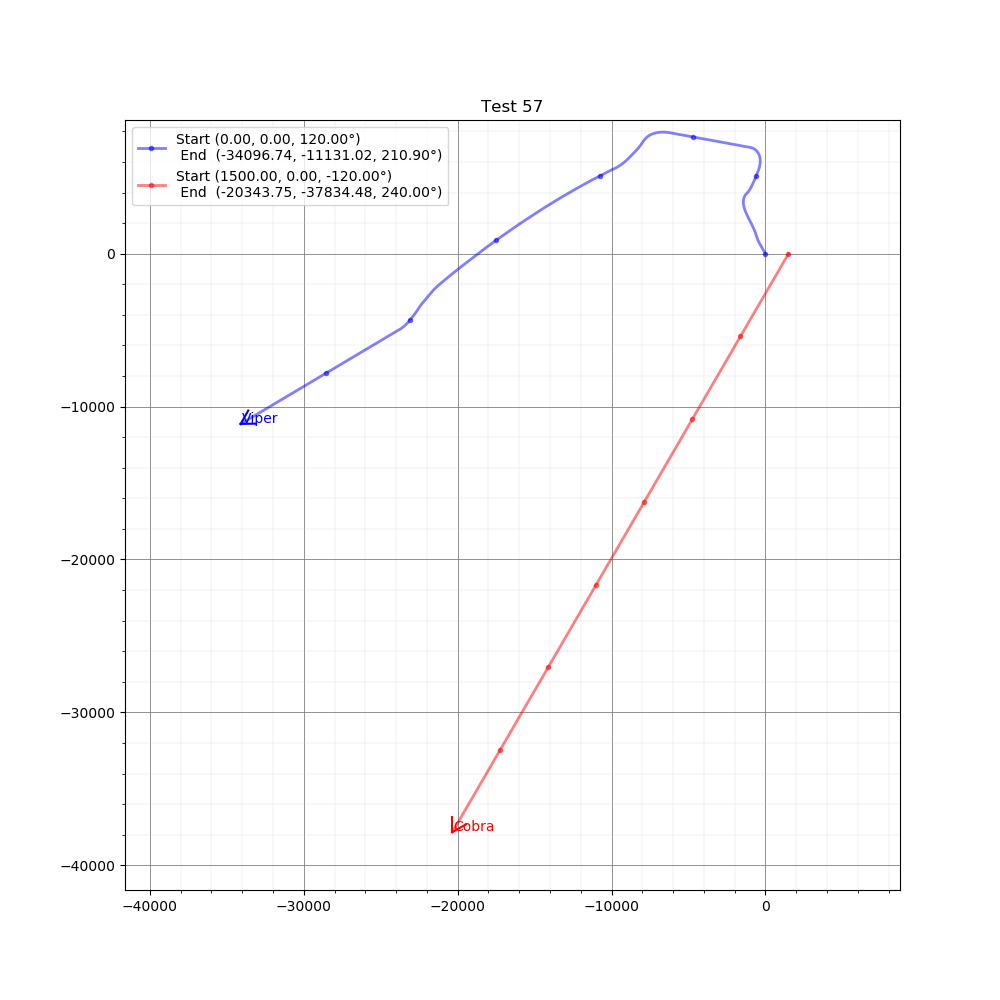 Test 57
Start (0.00, 0.00, 120.00°)
End (-34096.74, -11131.02, 210.90°)
Start (1500.00, 0.00, -120.00°)
End (-20343.75, -37834.48, 240.00°)
0
−10000
−20000
−30000
−40000
Viper
Cobra
−40000 −30000 −20000 −10000 0